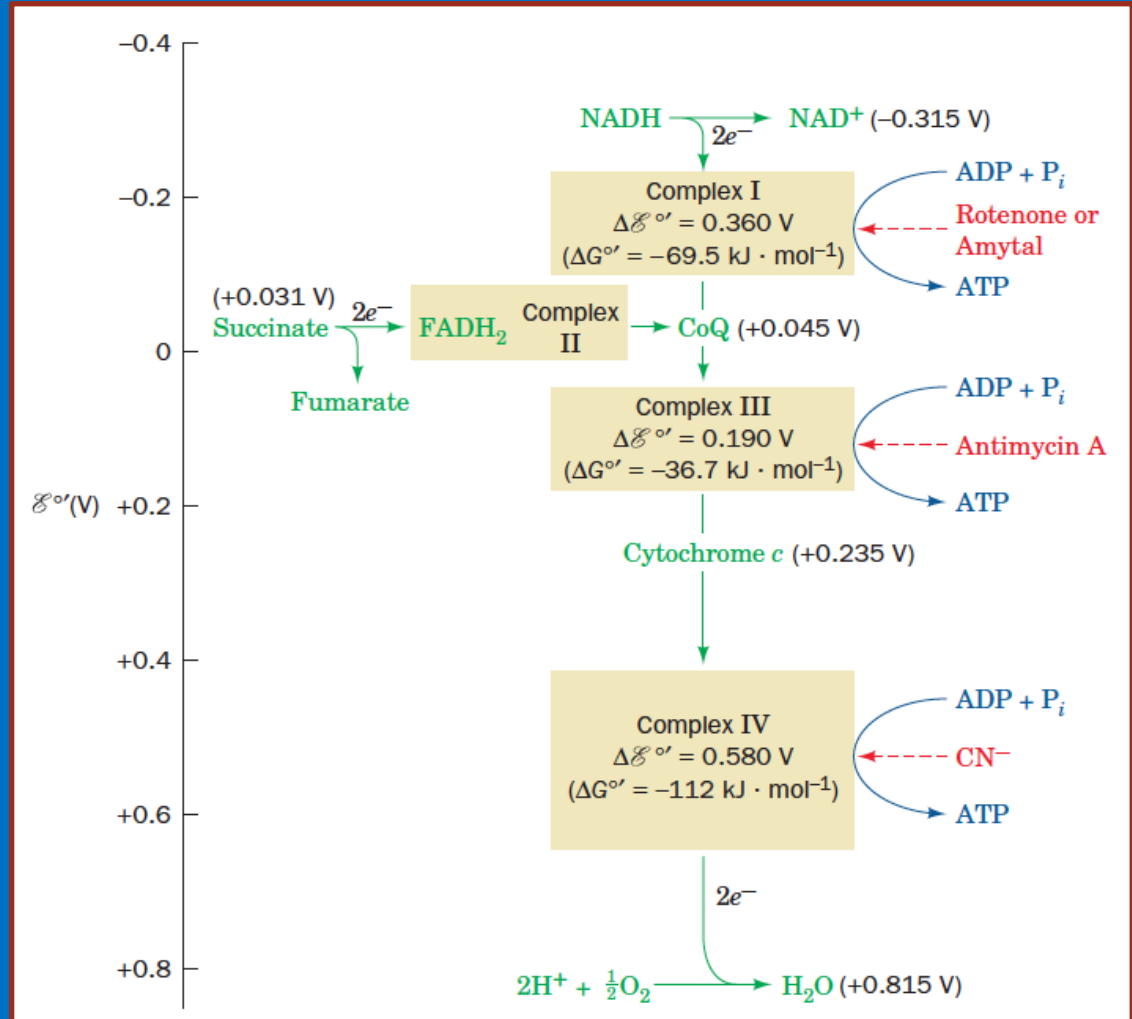 −0.4
NADH
NAD+ (−0.315 V)
2e−
ADP + Pi
−0.2
Complex I
Δℰ°′ = 0.360 V
(ΔG°′ = −69.5 kJ · mol−1)
Rotenone or
Amytal
ATP
(+0.031 V)
Succinate
2e−
FADH2
Complex
II
CoQ (+0.045 V)
0
Fumarate
Complex III
Δℰ°′ = 0.190 V
(ΔG°′ = −36.7 kJ · mol−1)
ADP + Pi
Antimycin A
ATP
ℰ°′(V)
+0.2
Cytochrome c (+0.235 V)
+0.4
Complex IV
Δℰ°′ = 0.580 V
(ΔG°′ = −112 kJ · mol−1)
ADP + Pi
CN−
ATP
+0.6
2e−
+0.8
2H+ + ½O2
H2O (+0.815 V)